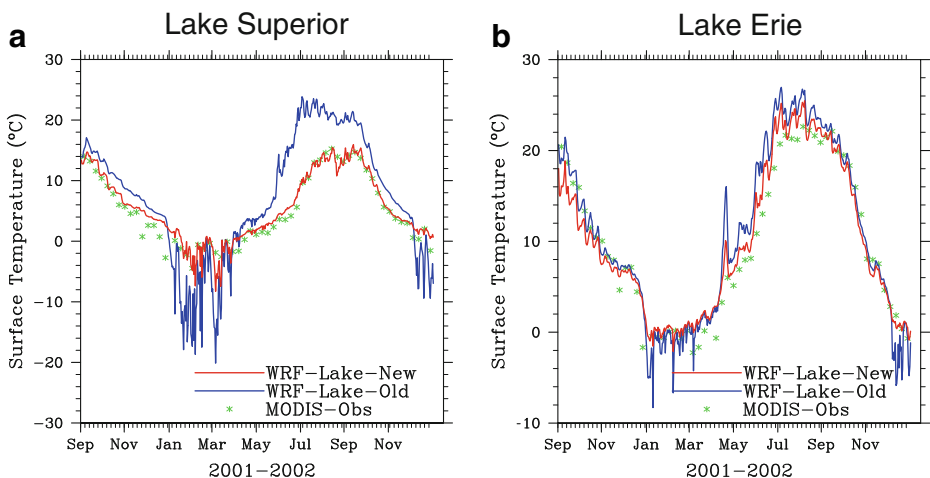 Lake Superior
Lake Erie
a
b
30
20
10
0
-10
-20
-30
Surface Temperature (°C)
Sep Nov Jan Mar May Jul Sep Nov
2001-2002
WRF-Lake-New
WRF-Lake-Old
MODIS-Obs
30
20
10
0
-10
Surface Temperature (°C)
Sep Nov Jan Mar May Jul Sep Nov
2001-2002
WRF-Lake-New
WRF-Lake-Old
MODIS-Obs